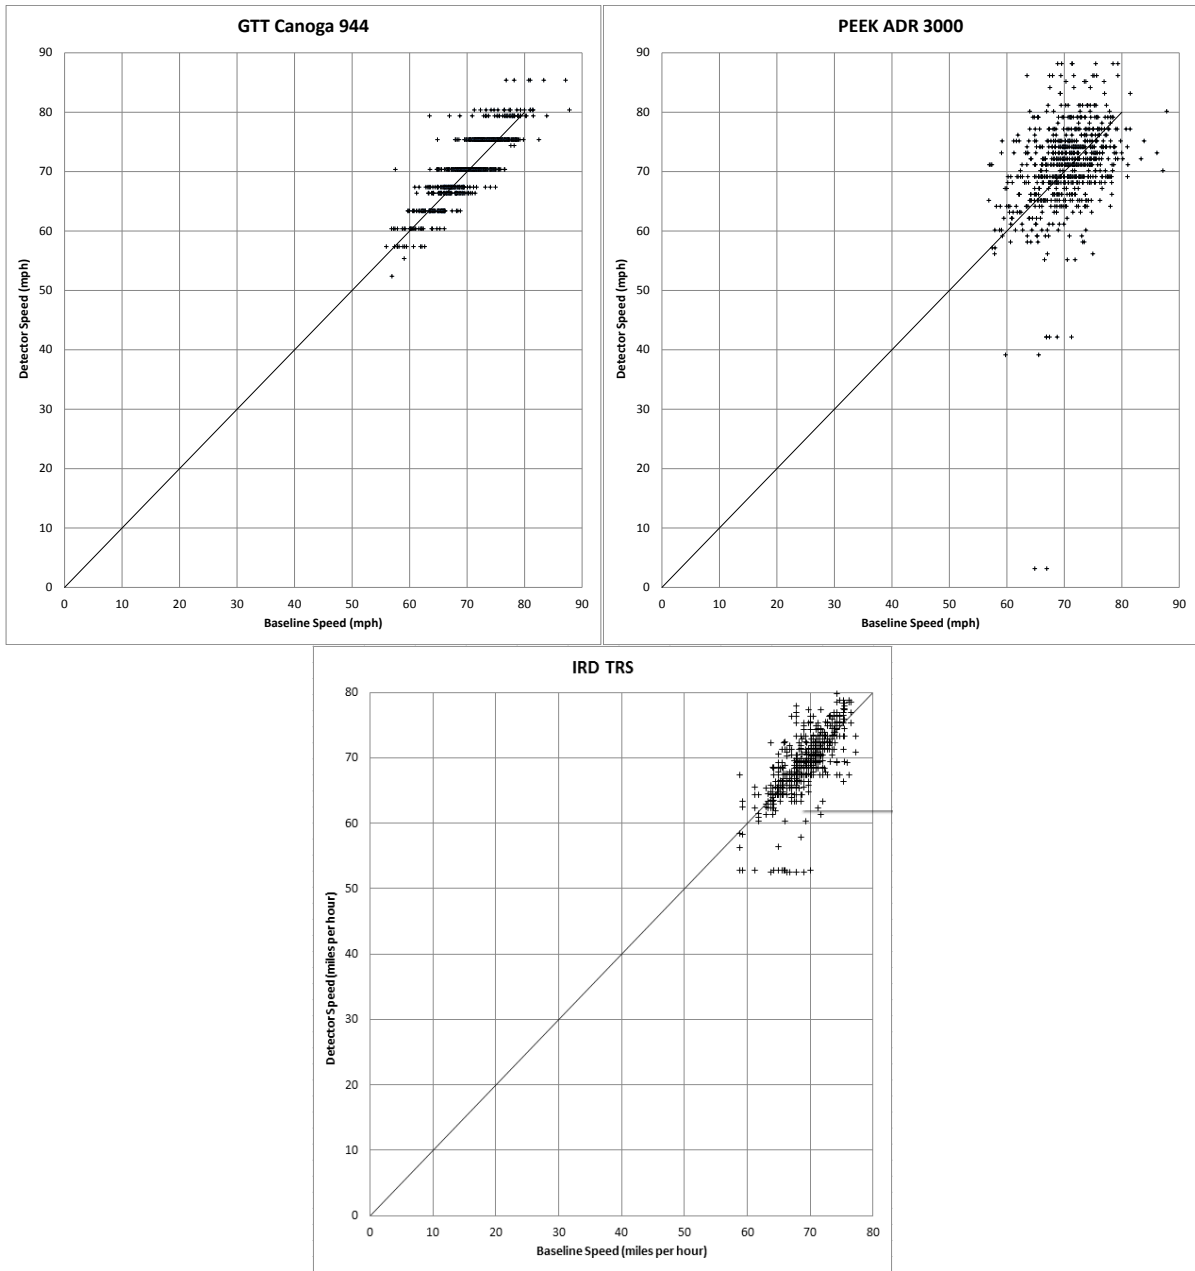 GTT Canoga 944
90
80
70
60
50
40
30
20
10
0
Detector Speed (mph)
0 10 20 30 40 50 60 70 80 90
Baseline Speed (mph)
PEEK ADR 3000
90
80
70
60
50
40
30
20
10
0
Detector Speed (mph)
0 10 20 30 40 50 60 70 80 90
Baseline Speed (mph)
IRD TRS
80
70
60
50
40
30
20
10
0
Detector Speed (miles per hour)
0 10 20 30 40 50 60 70 80
Baseline Speed (miles per hour)